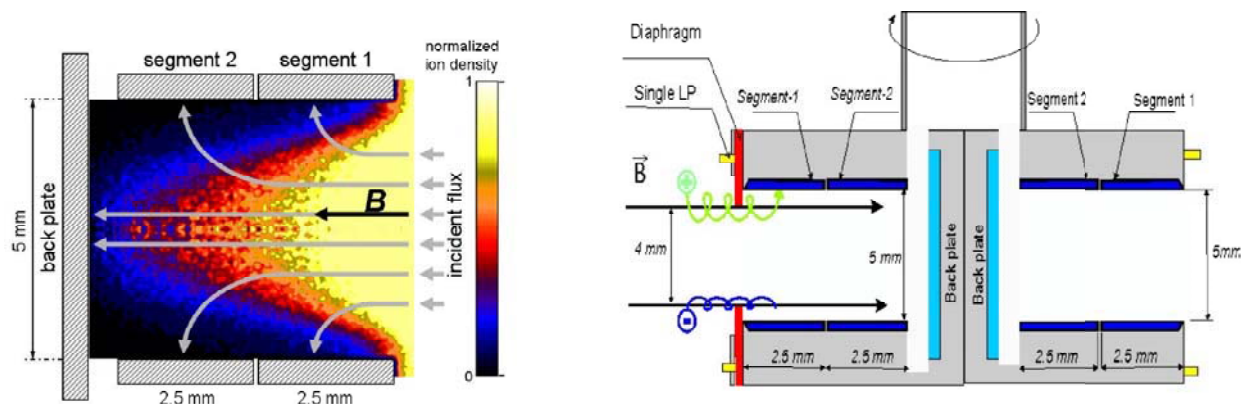 segment 2
segment 1
normalized
ion density
1
0
5 mm
back plate
B
incident flux
2.5 mm
2.5 mm
Diaphragm
Single LP
Segment-1
Segment-2
Segment 2
Segment 1
B
+
-
4 mm
5 mm
Back plate
Back plate
5mm
2.5 mm
2.5 mm
2.5 mm
2.5 mm